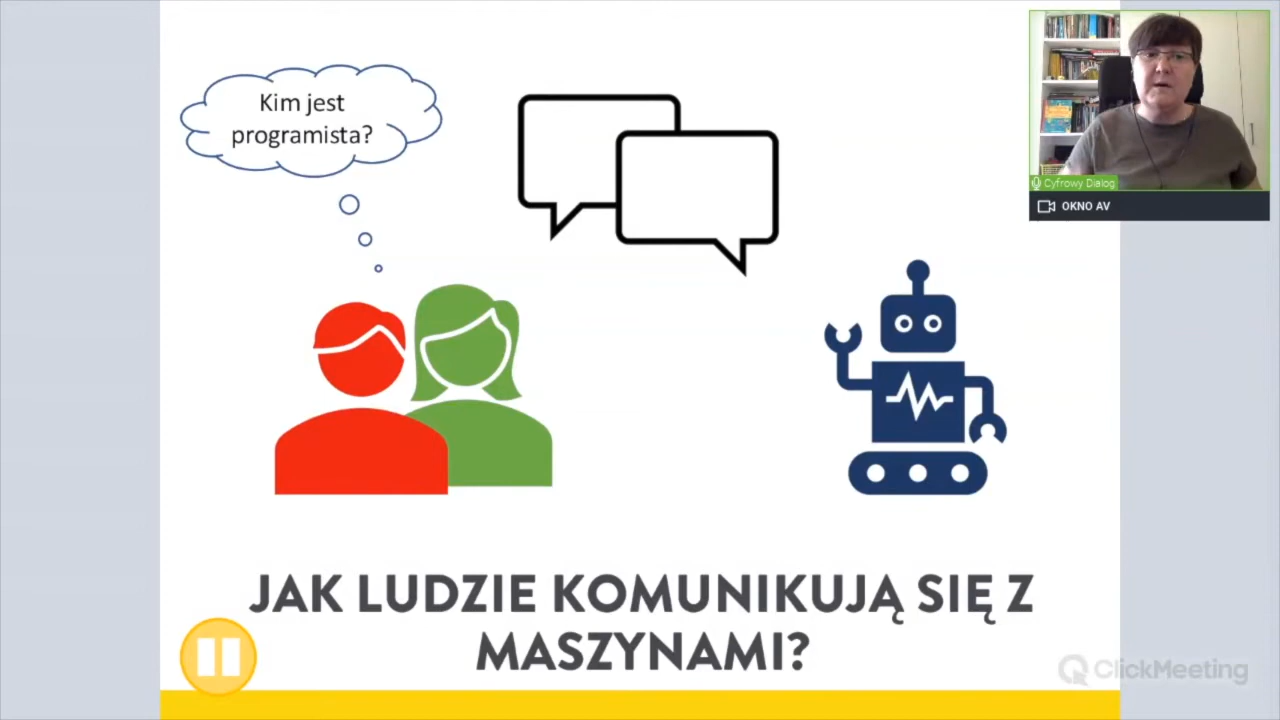 Kim jest
programista?
Cyfrowy Dialog
OKNO AV
JAK LUDZIE KOMUNIKUJĄ SIĘ Z
MASZYNAMI?
ClickMeeting